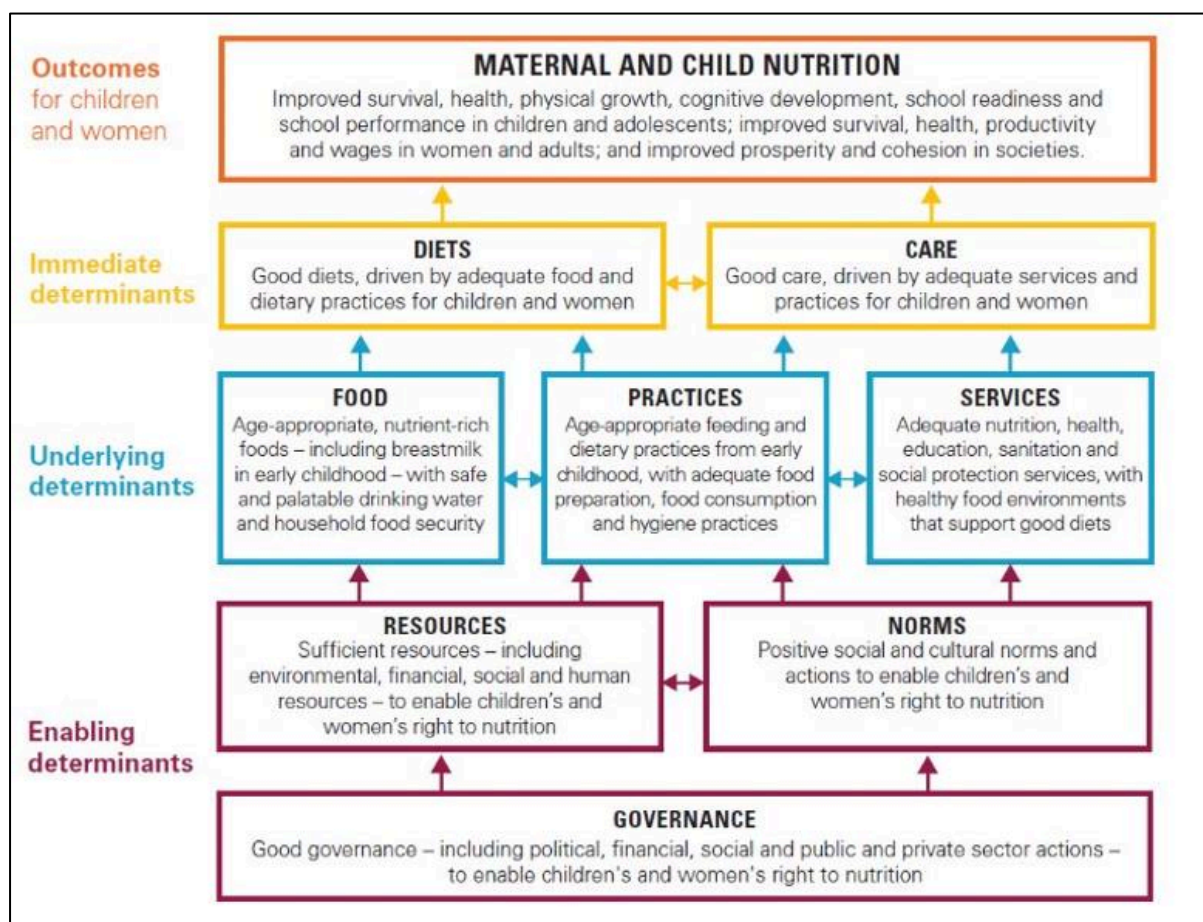 Outcomes
for children
and women
MATERNAL AND CHILD NUTRITION
Improved survival, health, physical growth, cognitive development, school readiness and
school performance in children and adolescents; improved survival, health, productivity
and wages in women and adults; and improved prosperity and cohesion in societies.
Immediate
determinants
DIETS
Good diets, driven by adequate food and
dietary practices for children and women
CARE
Good care, driven by adequate services and
practices for children and women
Underlying
determinants
FOOD
Age-appropriate, nutrient-rich
foods – including breastmilk
in early childhood – with safe
and palatable drinking water
and household food security
PRACTICES
Age-appropriate feeding and
dietary practices from early
childhood, with adequate food
preparation, food consumption
and hygiene practices
SERVICES
Adequate nutrition, health,
education, sanitation and
social protection services, with
healthy food environments
that support good diets
Enabling
determinants
RESOURCES
Sufficient resources – including
environmental, financial, social and human
resources – to enable children's and
women's right to nutrition
NORMS
Positive social and cultural norms and
actions to enable children's and
women's right to nutrition
GOVERNANCE
Good governance – including political, financial, social and public and private sector actions –
to enable children's and women's right to nutrition